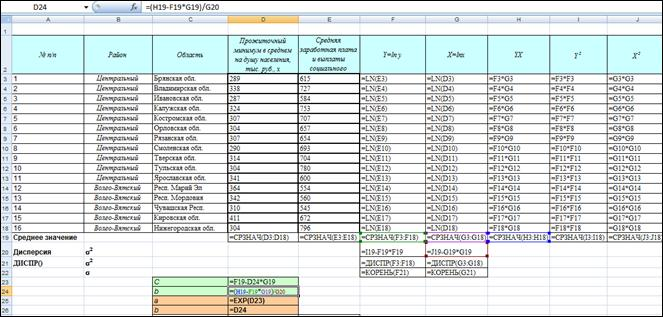 D24 =(H19-F19*G19)/G20
A B C D E F G H I J
1
2 № п/п Район Область Прожиточный минимум в среднем на душу населения, тыс. руб., x Средняя заработная плата и выплаты социального Y=ln y X=lnx YX Y² X²
3 1 Центральный Брянская обл. 289 615 =LN(E3) =LN(D3) =F3*G3 =F3*F3 =G3*G3
4 2 Центральный Владимирская обл. 338 727 =LN(E4) =LN(D4) =F4*G4 =F4*F4 =G4*G4
5 3 Центральный Ивановская обл. 287 584 =LN(E5) =LN(D5) =F5*G5 =F5*F5 =G5*G5
6 4 Центральный Калужская обл. 324 753 =LN(E6) =LN(D6) =F6*G6 =F6*F6 =G6*G6
7 5 Центральный Костромская обл. 307 707 =LN(E7) =LN(D7) =F7*G7 =F7*F7 =G7*G7
8 6 Центральный Орловская обл. 304 657 =LN(E8) =LN(D8) =F8*G8 =F8*F8 =G8*G8
9 7 Центральный Рязанская обл. 307 654 =LN(E9) =LN(D9) =F9*G9 =F9*F9 =G9*G9
10 8 Центральный Смоленская обл. 290 693 =LN(E10) =LN(D10) =F10*G10 =F10*F10 =G10*G10
11 9 Центральный Тверская обл. 314 704 =LN(E11) =LN(D11) =F11*G11 =F11*F11 =G11*G11
12 10 Центральный Тульская обл. 304 780 =LN(E12) =LN(D12) =F12*G12 =F12*F12 =G12*G12
13 11 Центральный Ярославская обл. 341 600 =LN(E13) =LN(D13) =F13*G13 =F13*F13 =G13*G13
14 12 Волго-Вятский Респ. Марий Эл 364 554 =LN(E14) =LN(D14) =F14*G14 =F14*F14 =G14*G14
15 13 Волго-Вятский Респ. Мордовия 342 560 =LN(E15) =LN(D15) =F15*G15 =F15*F15 =G15*G15
16 14 Волго-Вятский Чувашская Респ. 310 545 =LN(E16) =LN(D16) =F16*G16 =F16*F16 =G16*G16
17 15 Волго-Вятский Кировская обл. 411 672 =LN(E17) =LN(D17) =F17*G17 =F17*F17 =G17*G17
18 16 Волго-Вятский Нижегородская обл. 304 796 =LN(E18) =LN(D18) =F18*G18 =F18*F18 =G18*G18
19 Среднее значение =СРЗНАЧ(D3:D18) =СРЗНАЧ(E3:E18) =СРЗНАЧ(F3:F18) =СРЗНАЧ(G3:G18) =СРЗНАЧ(H3:H18) =СРЗНАЧ(I3:I18) =СРЗНАЧ(J3:J18)
20 Дисперсия σ² =I19-F19*F19 =J19-G19*G19
21 ДИСПР() σ² =ДИСПР(F3:F18) =ДИСПР(G3:G18)
22 σ =КОРЕНЬ(F21) =КОРЕНЬ(G21)
23 C =F19-D24*G19
24 b =(H19-F19*G19)/G20
25 a =EXP(D23)
26 b =D24